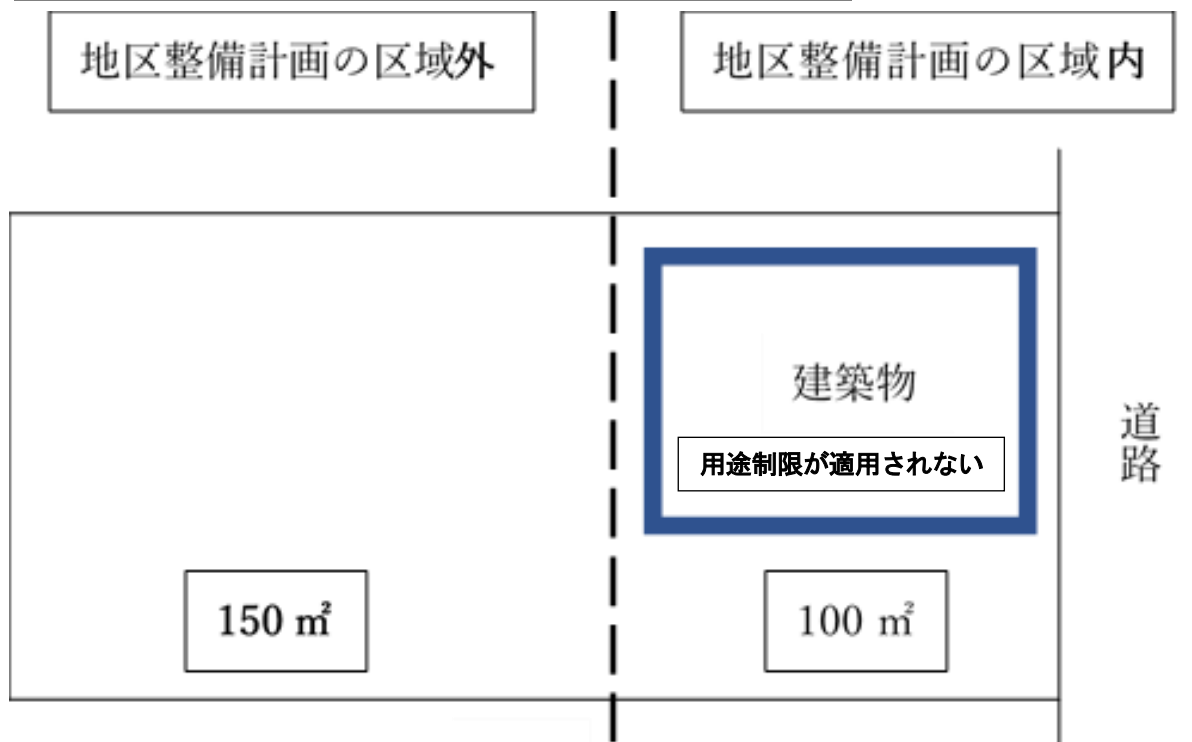 地区整備計画の区域外
地区整備計画の区域内
建築物
用途制限が適用されない
道路
150 ㎡
100 ㎡